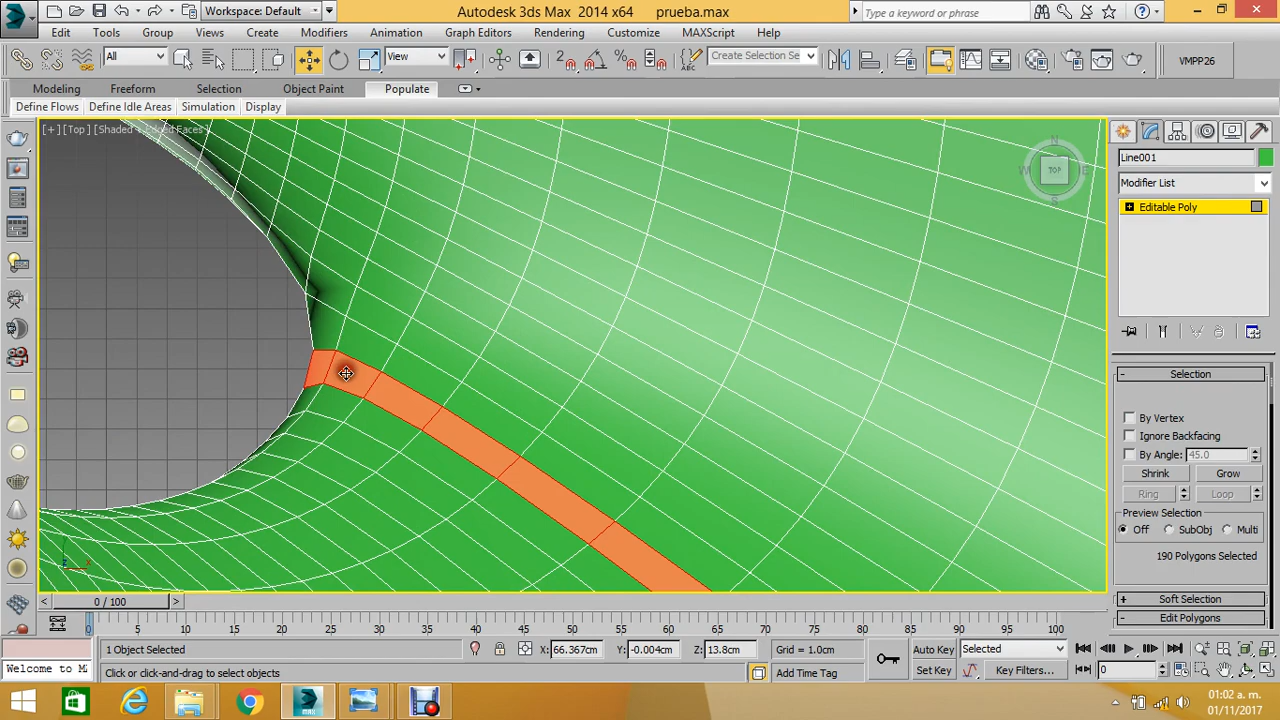 Workspace: Default
Autodesk 3ds Max 2014 x64 prueba.max
Type a keyword or phrase
Edit Tools Group Views Create Modifiers Animation Graph Editors Rendering Customize MAXScript Help
All
View
Create Selection Se
VMPP26
Modeling Freeform Selection Object Paint Populate
Define Flows Define Idle Areas Simulation Display
[+] [Top] [Shaded + Edged Faces]
N
W TOP E
S
Line001
Modifier List
Editable Poly
Selection
By Vertex
Ignore Backfacing
By Angle: 45.0
Shrink Grow
Ring Loop
Preview Selection
Off SubObj Multi
190 Polygons Selected
Soft Selection
Edit Polygons
< 0 / 100 >
0 5 10 15 20 25 30 35 40 45 50 55 60 65 70 75 80 85 90 95 100
1 Object Selected X: 66.367cm Y: -0.004cm Z: 13.8cm Grid = 1.0cm Auto Key Selected
Welcome to M Click or click-and-drag to select objects Add Time Tag Set Key Key Filters... 0
01:02 a. m.
01/11/2017